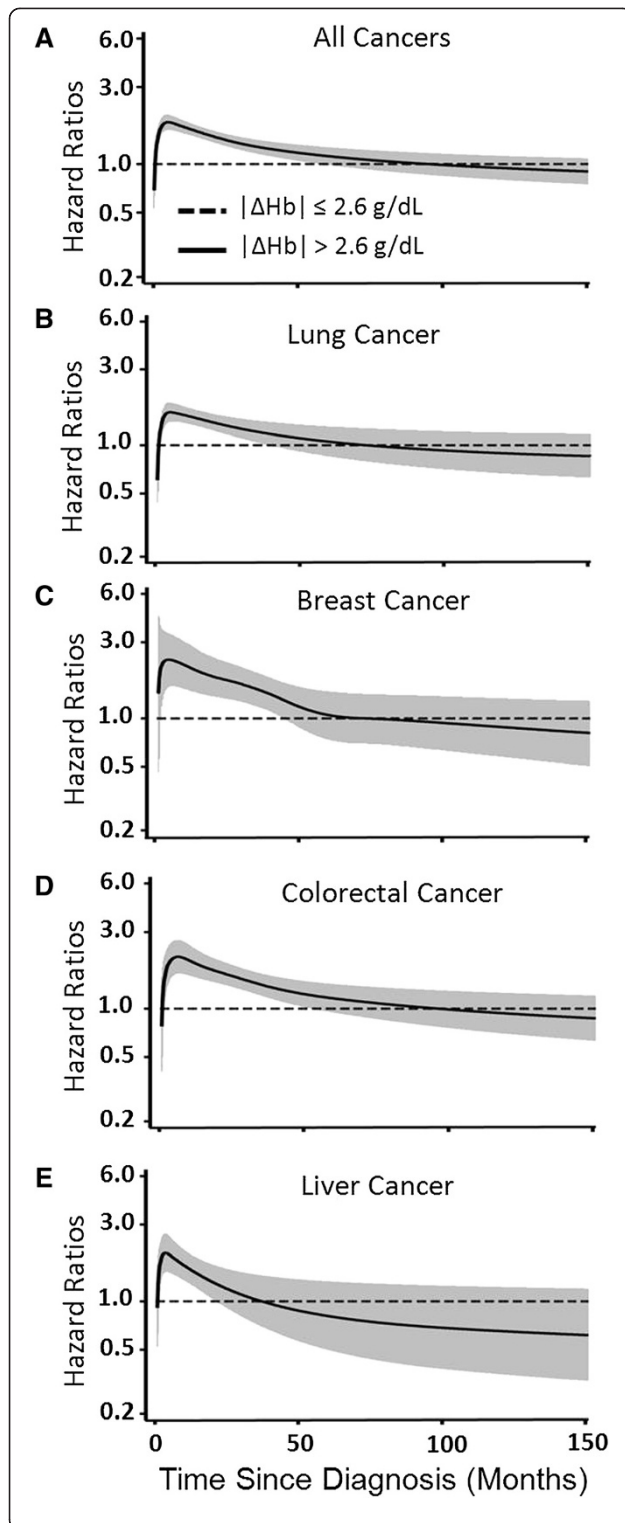 A
All Cancers
6.0
3.0
1.0
0.5
0.2
Hazard Ratios
|ΔHb| ≤ 2.6 g/dL
|ΔHb| > 2.6 g/dL
B
Lung Cancer
6.0
3.0
1.0
0.5
0.2
Hazard Ratios
C
Breast Cancer
6.0
3.0
1.0
0.5
0.2
Hazard Ratios
D
Colorectal Cancer
6.0
3.0
1.0
0.5
0.2
Hazard Ratios
E
Liver Cancer
6.0
3.0
1.0
0.5
0.2
Hazard Ratios
0 50 100 150
Time Since Diagnosis (Months)